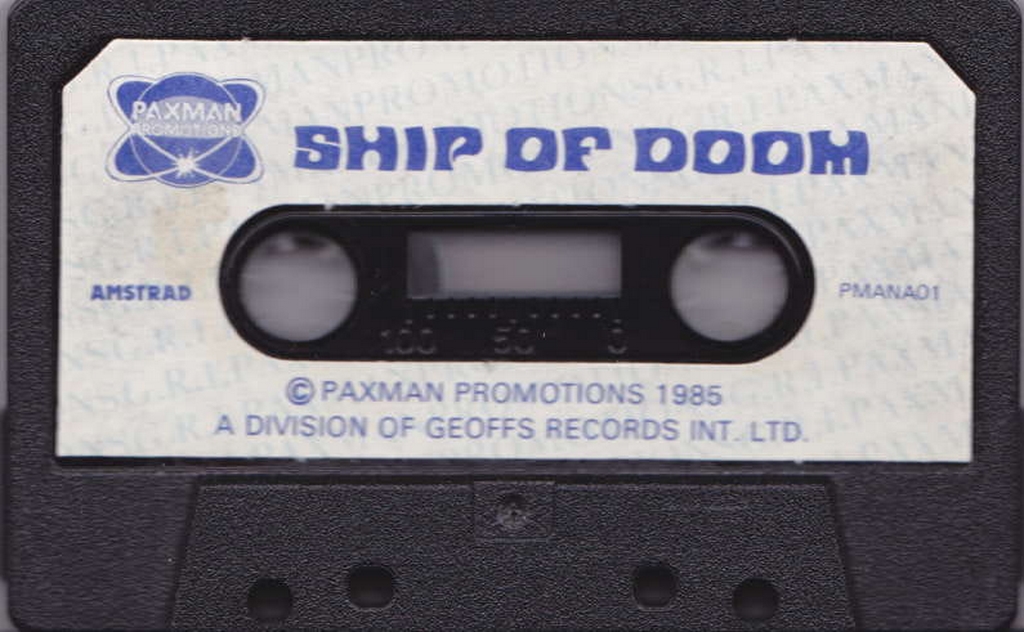 PAXMAN
PROMOTIONS
SHIP OF DOOM
AMSTRAD
PMANA01
100 50 0
© PAXMAN PROMOTIONS 1985
A DIVISION OF GEOFFS RECORDS INT. LTD.